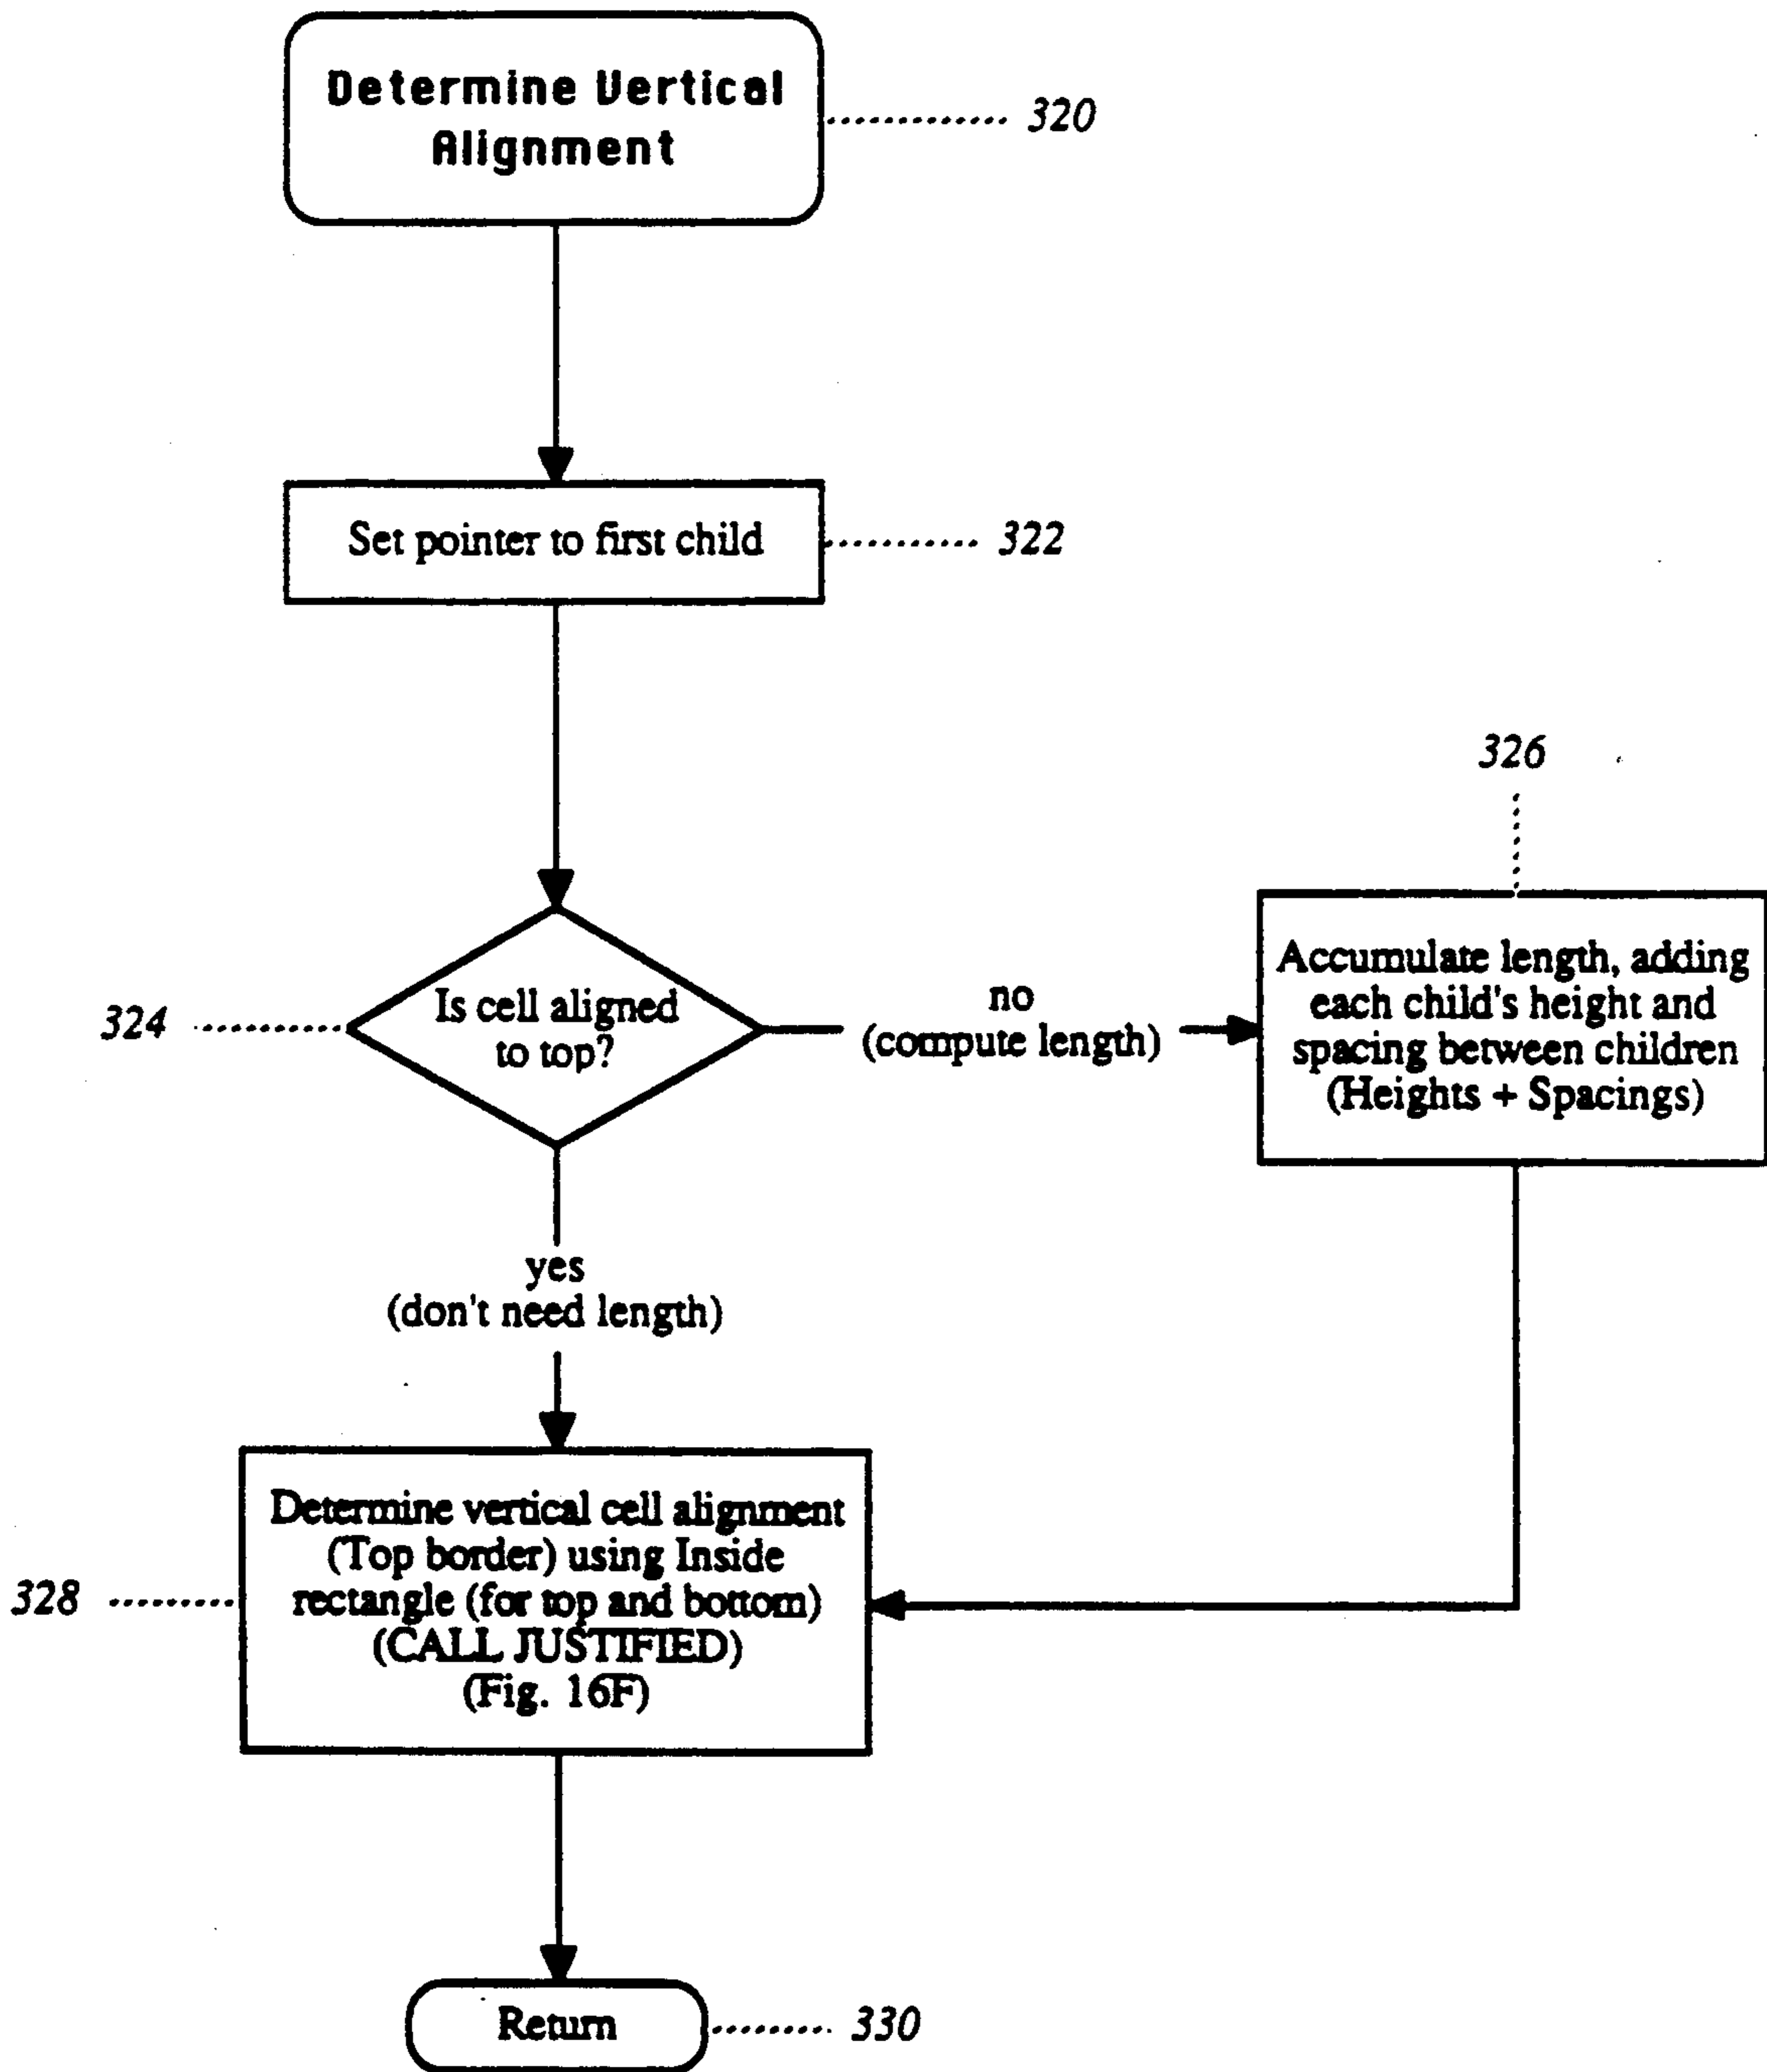 Determine Vertical
Alignment
320
Set pointer to first child
322
326
Is cell aligned
to top?
324
no
(compute length)
Accumulate length, adding
each child's height and
spacing between children
(Heights + Spacings)
yes
(don't need length)
Determine vertical cell alignment
(Top border) using Inside
rectangle (for top and bottom)
(CALL JUSTIFIED)
(Fig. 16F)
328
Return
330